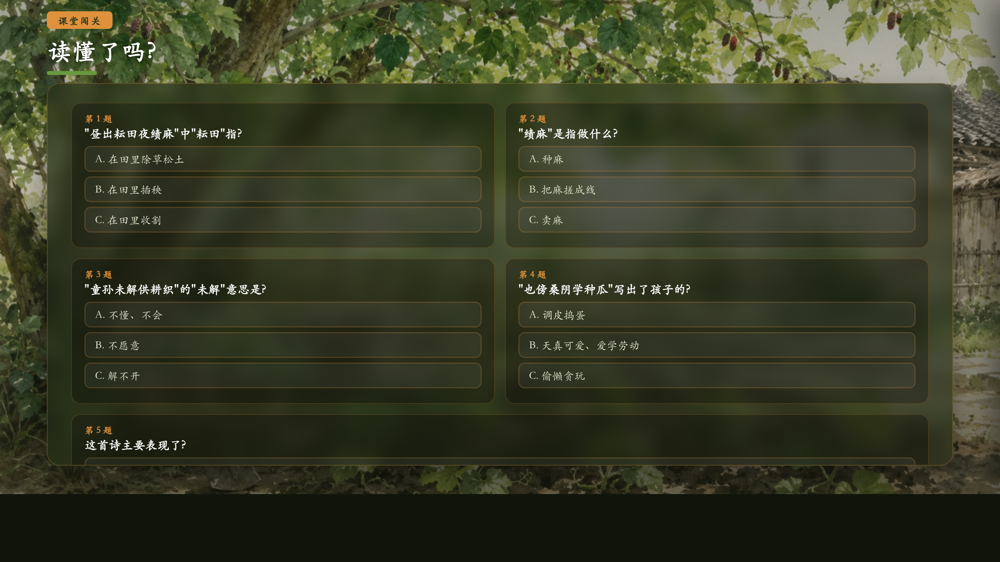 课堂闯关
读懂了吗?
第 1 题
"昼出耘田夜绩麻"中"耘田"指?
A. 在田里除草松土
B. 在田里插秧
C. 在田里收割
第 2 题
"绩麻"是指做什么?
A. 种麻
B. 把麻搓成线
C. 卖麻
第 3 题
"童孙未解供耕织"的"未解"意思是?
A. 不懂、不会
B. 不愿意
C. 解不开
第 4 题
"也傍桑阴学种瓜"写出了孩子的?
A. 调皮捣蛋
B. 天真可爱、爱学劳动
C. 偷懒贪玩
第 5 题
这首诗主要表现了?